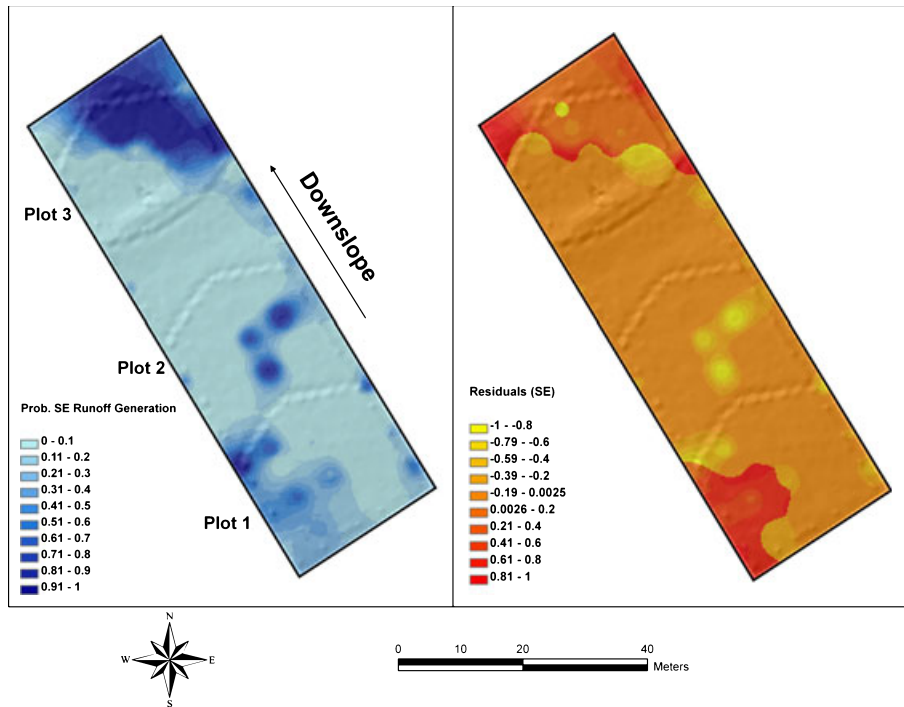 Plot 3
Downslope
Plot 2
Prob. SE Runoff Generation
0 - 0.1
0.11 - 0.2
0.21 - 0.3
0.31 - 0.4
0.41 - 0.5
0.51 - 0.6
0.61 - 0.7
0.71 - 0.8
0.81 - 0.9
0.91 - 1
Plot 1
Residuals (SE)
-1 - -0.8
-0.79 - -0.6
-0.59 - -0.4
-0.39 - -0.2
-0.19 - 0.0025
0.0026 - 0.2
0.21 - 0.4
0.41 - 0.6
0.61 - 0.8
0.81 - 1
N
W E
S
0 10 20 40
Meters